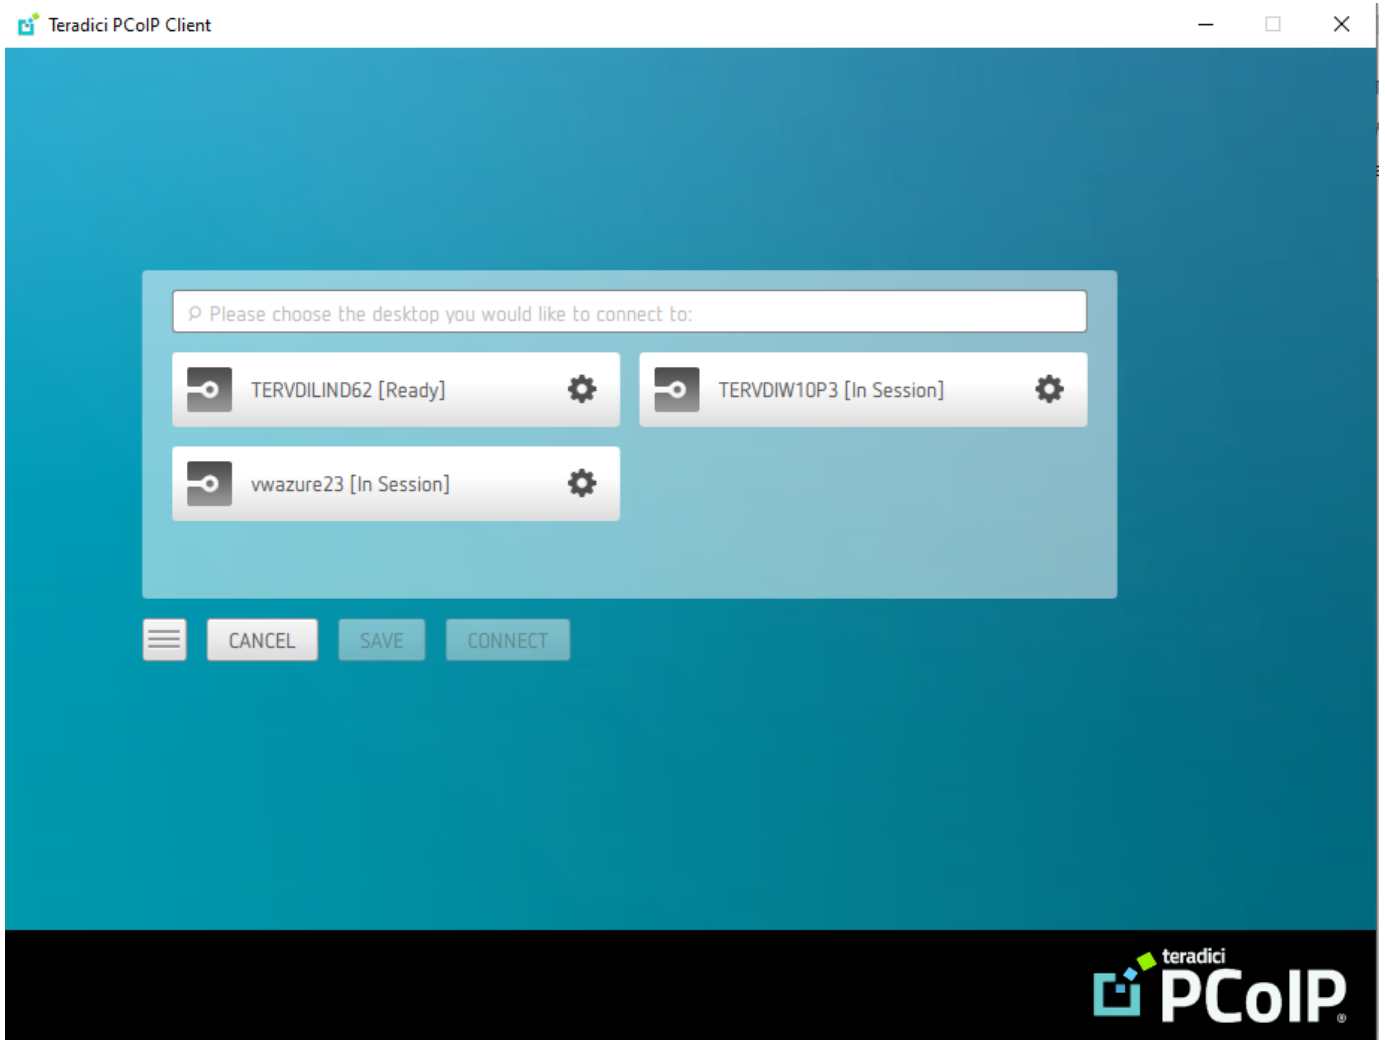 Teradici PCoIP Client
Please choose the desktop you would like to connect to:
TERVDILIND62 [Ready]
TERVDIW10P3 [In Session]
vwazure23 [In Session]
CANCEL
SAVE
CONNECT
teradici
PCoIP®